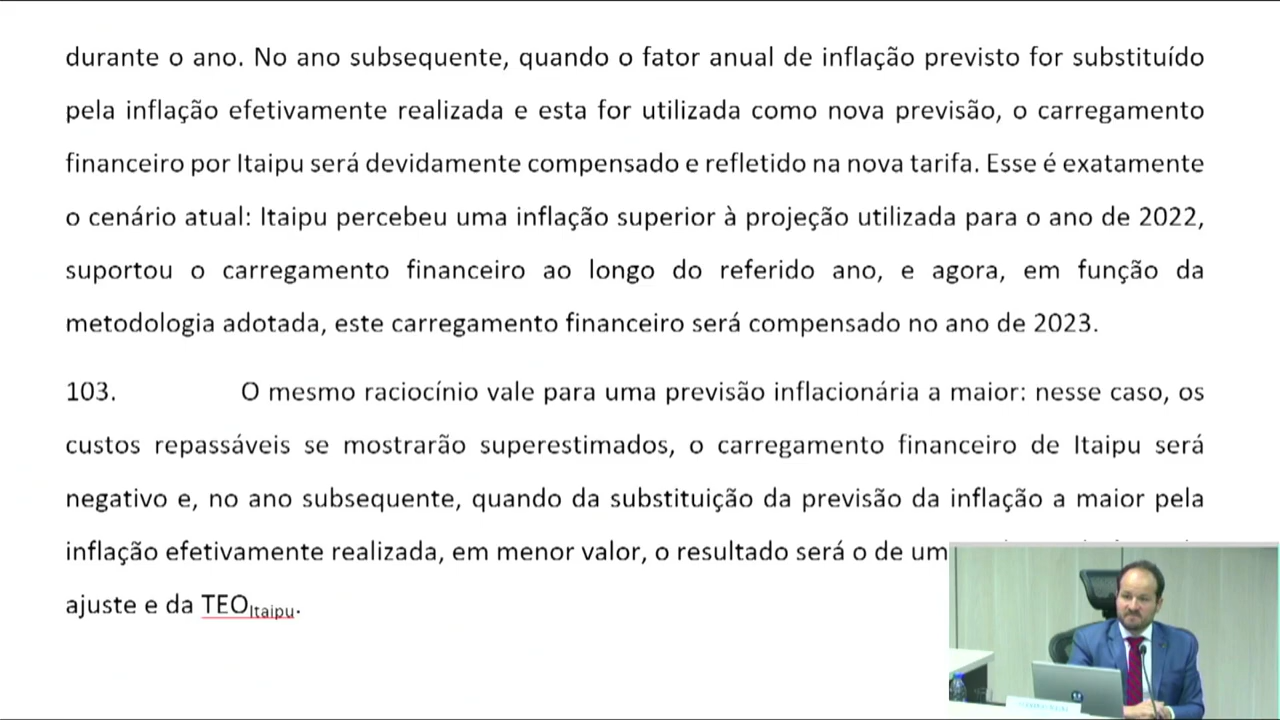 durante o ano. No ano subsequente, quando o fator anual de inflação previsto for substituído
pela inflação efetivamente realizada e esta for utilizada como nova previsão, o carregamento
financeiro por Itaipu será devidamente compensado e refletido na nova tarifa. Esse é exatamente
o cenário atual: Itaipu percebeu uma inflação superior à projeção utilizada para o ano de 2022,
suportou o carregamento financeiro ao longo do referido ano, e agora, em função da
metodologia adotada, este carregamento financeiro será compensado no ano de 2023.
103. O mesmo raciocínio vale para uma previsão inflacionária a maior: nesse caso, os
custos repassáveis se mostrarão superestimados, o carregamento financeiro de Itaipu será
negativo e, no ano subsequente, quando da substituição da previsão da inflação a maior pela
inflação efetivamente realizada, em menor valor, o resultado será o de um
ajuste e da TEOItaipu.